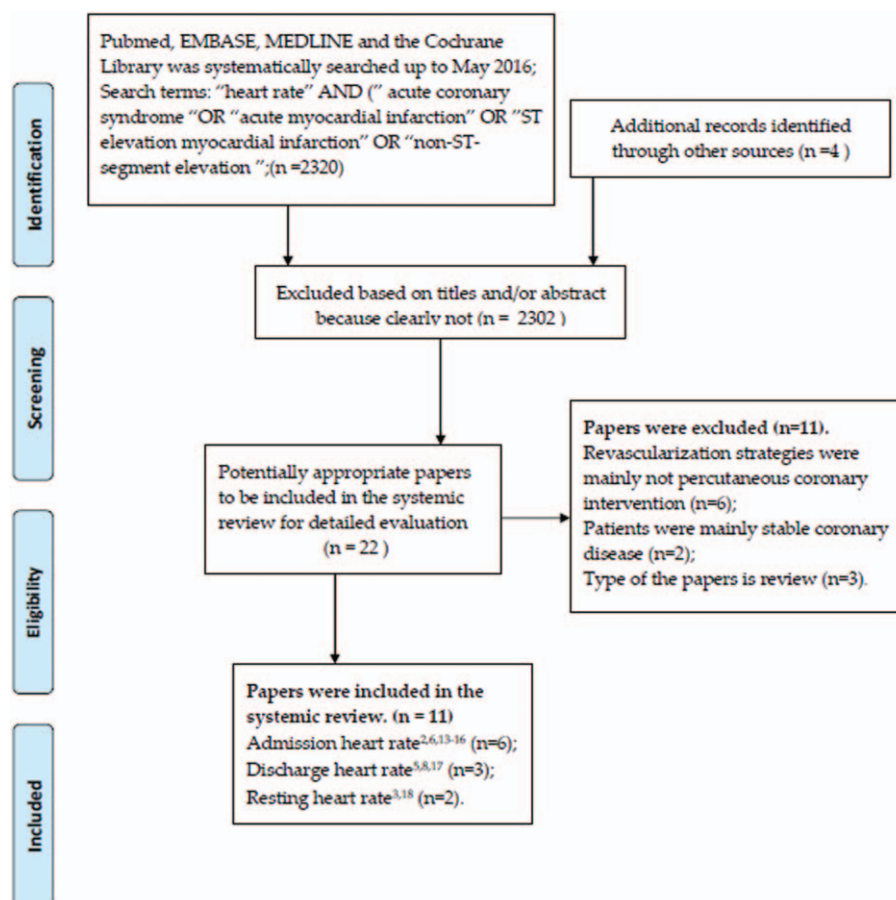 Pubmed, EMBASE, MEDLINE and the Cochrane
Library was systematically searched up to May 2016;
Search terms: “heart rate” AND (” acute coronary
syndrome “OR “acute myocardial infarction” OR “ST
elevation myocardial infarction” OR “non-ST-
segment elevation ”;(n =2320)
Additional records identified
through other sources (n =4 )
Identification
Excluded based on titles and/or abstract
because clearly not (n = 2302 )
Screening
Potentially appropriate papers
to be included in the systemic
review for detailed evaluation
(n = 22 )
Papers were excluded (n=11).
Revascularization strategies were
mainly not percutaneous coronary
intervention (n=6);
Patients were mainly stable coronary
disease (n=2);
Type of the papers is review (n=3).
Eligibility
Papers were included in the
systemic review. (n = 11)
Admission heart rate2,6,13-16 (n=6);
Discharge heart rate5,8,17 (n=3);
Resting heart rate3,18 (n=2).
Included